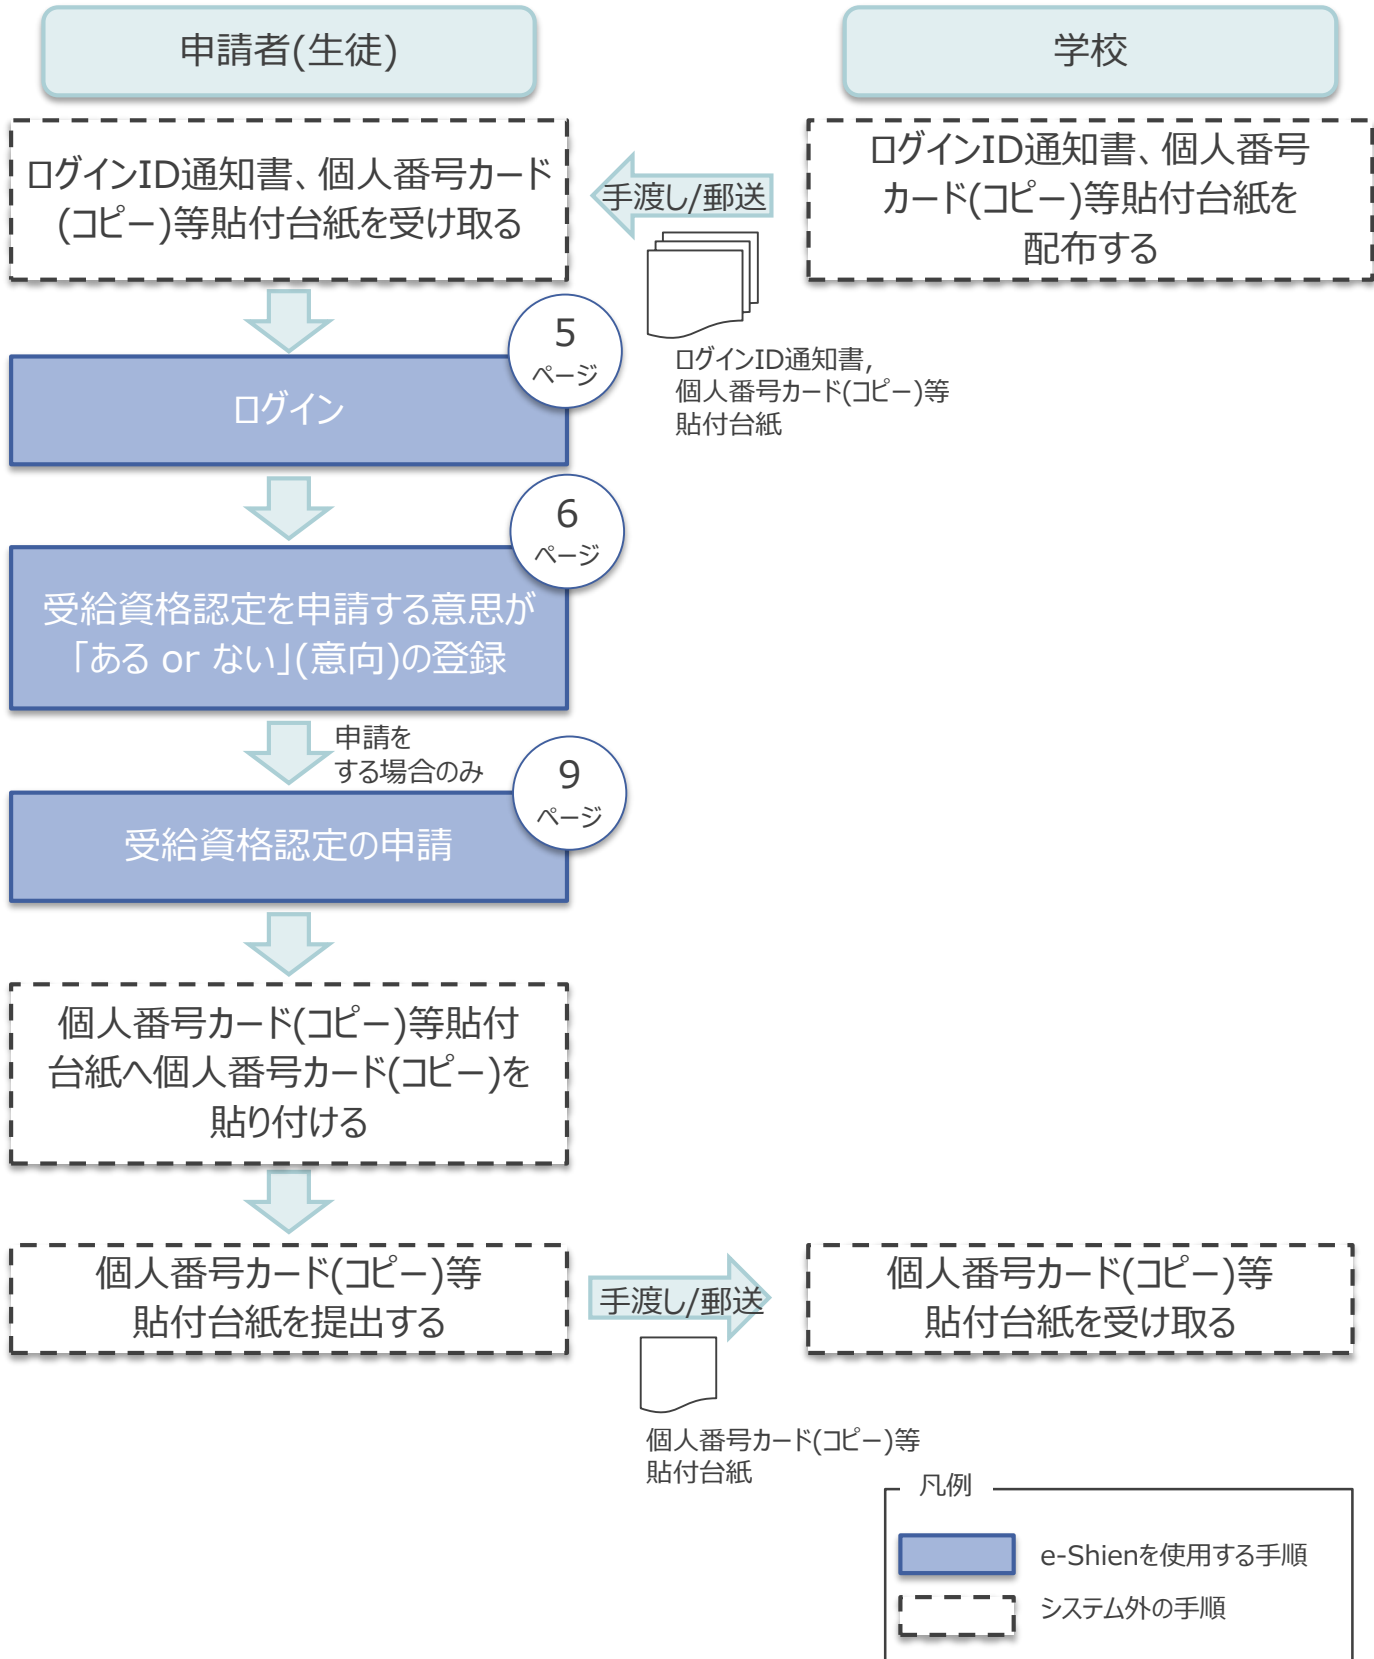 申請者(生徒)
学校
ログインID通知書、個人番号カード
(コピー)等貼付台紙を受け取る
手渡し/郵送
ログインID通知書、個人番号
カード(コピー)等貼付台紙を
配布する
ログインID通知書,
個人番号カード(コピー)等
貼付台紙
5
ページ
ログイン
6
ページ
受給資格認定を申請する意思が
「ある or ない」(意向)の登録
申請を
する場合のみ
9
ページ
受給資格認定の申請
個人番号カード(コピー)等貼付
台紙へ個人番号カード(コピー)を
貼り付ける
個人番号カード(コピー)等
貼付台紙を提出する
手渡し/郵送
個人番号カード(コピー)等
貼付台紙を受け取る
個人番号カード(コピー)等
貼付台紙
凡例
e-Shienを使用する手順
システム外の手順